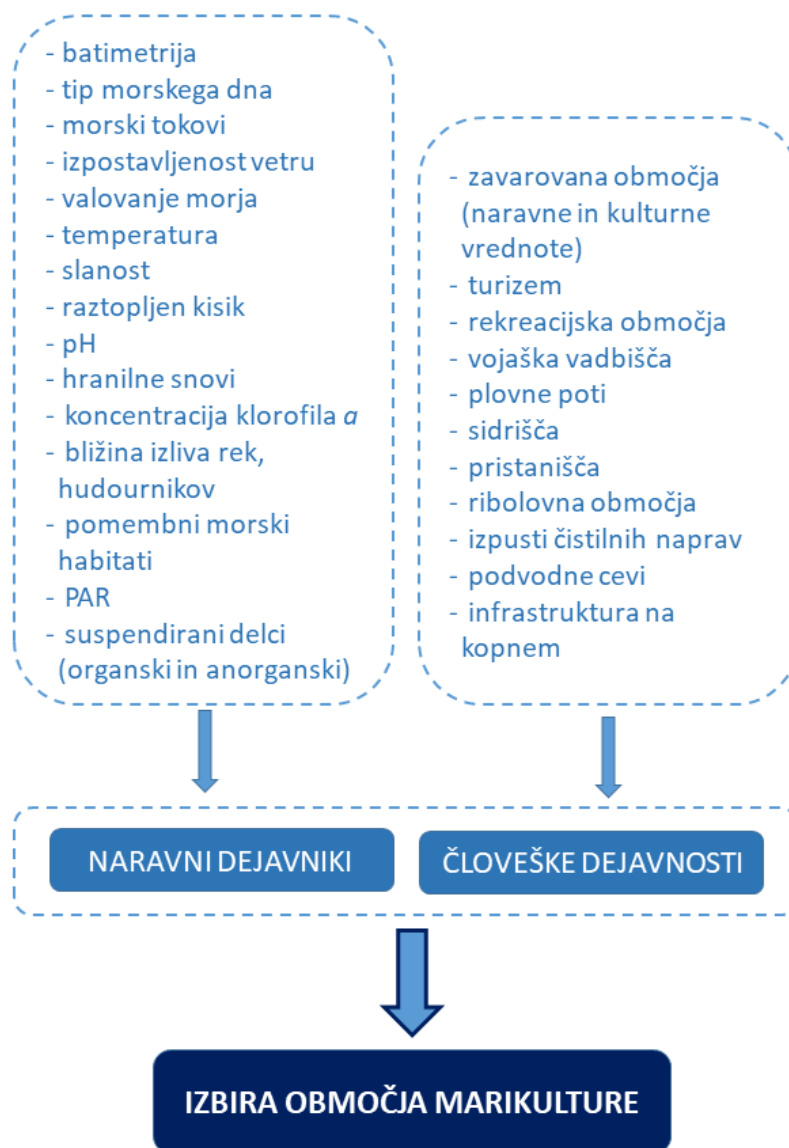 - batimetrija
- tip morskega dna
- morski tokovi
- izpostavljenost vetru
- valovanje morja
- temperatura
- slanost
- raztopljen kisik
- pH
- hranilne snovi
- koncentracija klorofila a
- bližina izliva rek,
hudournikov
- pomembni morski
habitati
- PAR
- suspendirani delci
(organski in anorganski)
- zavarovana območja
(naravne in kulturne
vrednote)
- turizem
- rekreacijska območja
- vojaška vadbišča
- plovne poti
- sidrišča
- pristanišča
- ribolovna območja
- izpusti čistilnih naprav
- podvodne cevi
- infrastruktura na
kopnem
NARAVNI DEJAVNIKI
ČLOVEŠKE DEJAVNOSTI
IZBIRA OBMOČJA MARIKULTURE